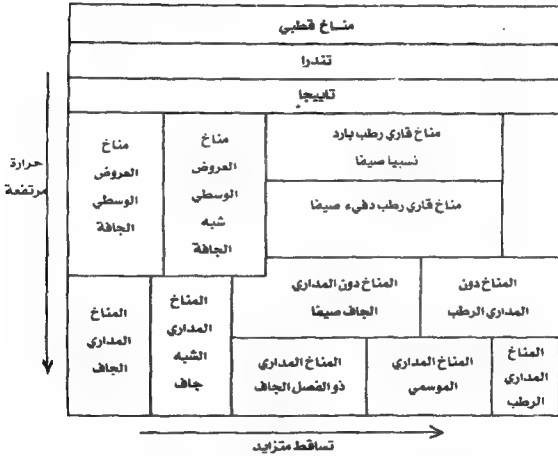 مناخ قطبي
تندرا
تاييجا
مناخ قاري رطب بارد
نسبيا صيفا
مناخ
العروض
الوسطي
شبه
الجافة
مناخ
العروض
الوسطي
الجافة
حرارة
مرتفعة
مناخ قاري رطب دفيء صيفا
المناخ دون
المداري الرطب
المناخ دون المداري
الجاف صيفا
المناخ
المداري
الشبه
جاف
المناخ
المداري
الجاف
المناخ
المداري
الرطب
المناخ المداري
الموسمي
المناخ المداري
ذو الفصل الجاف
تساقط متزايد